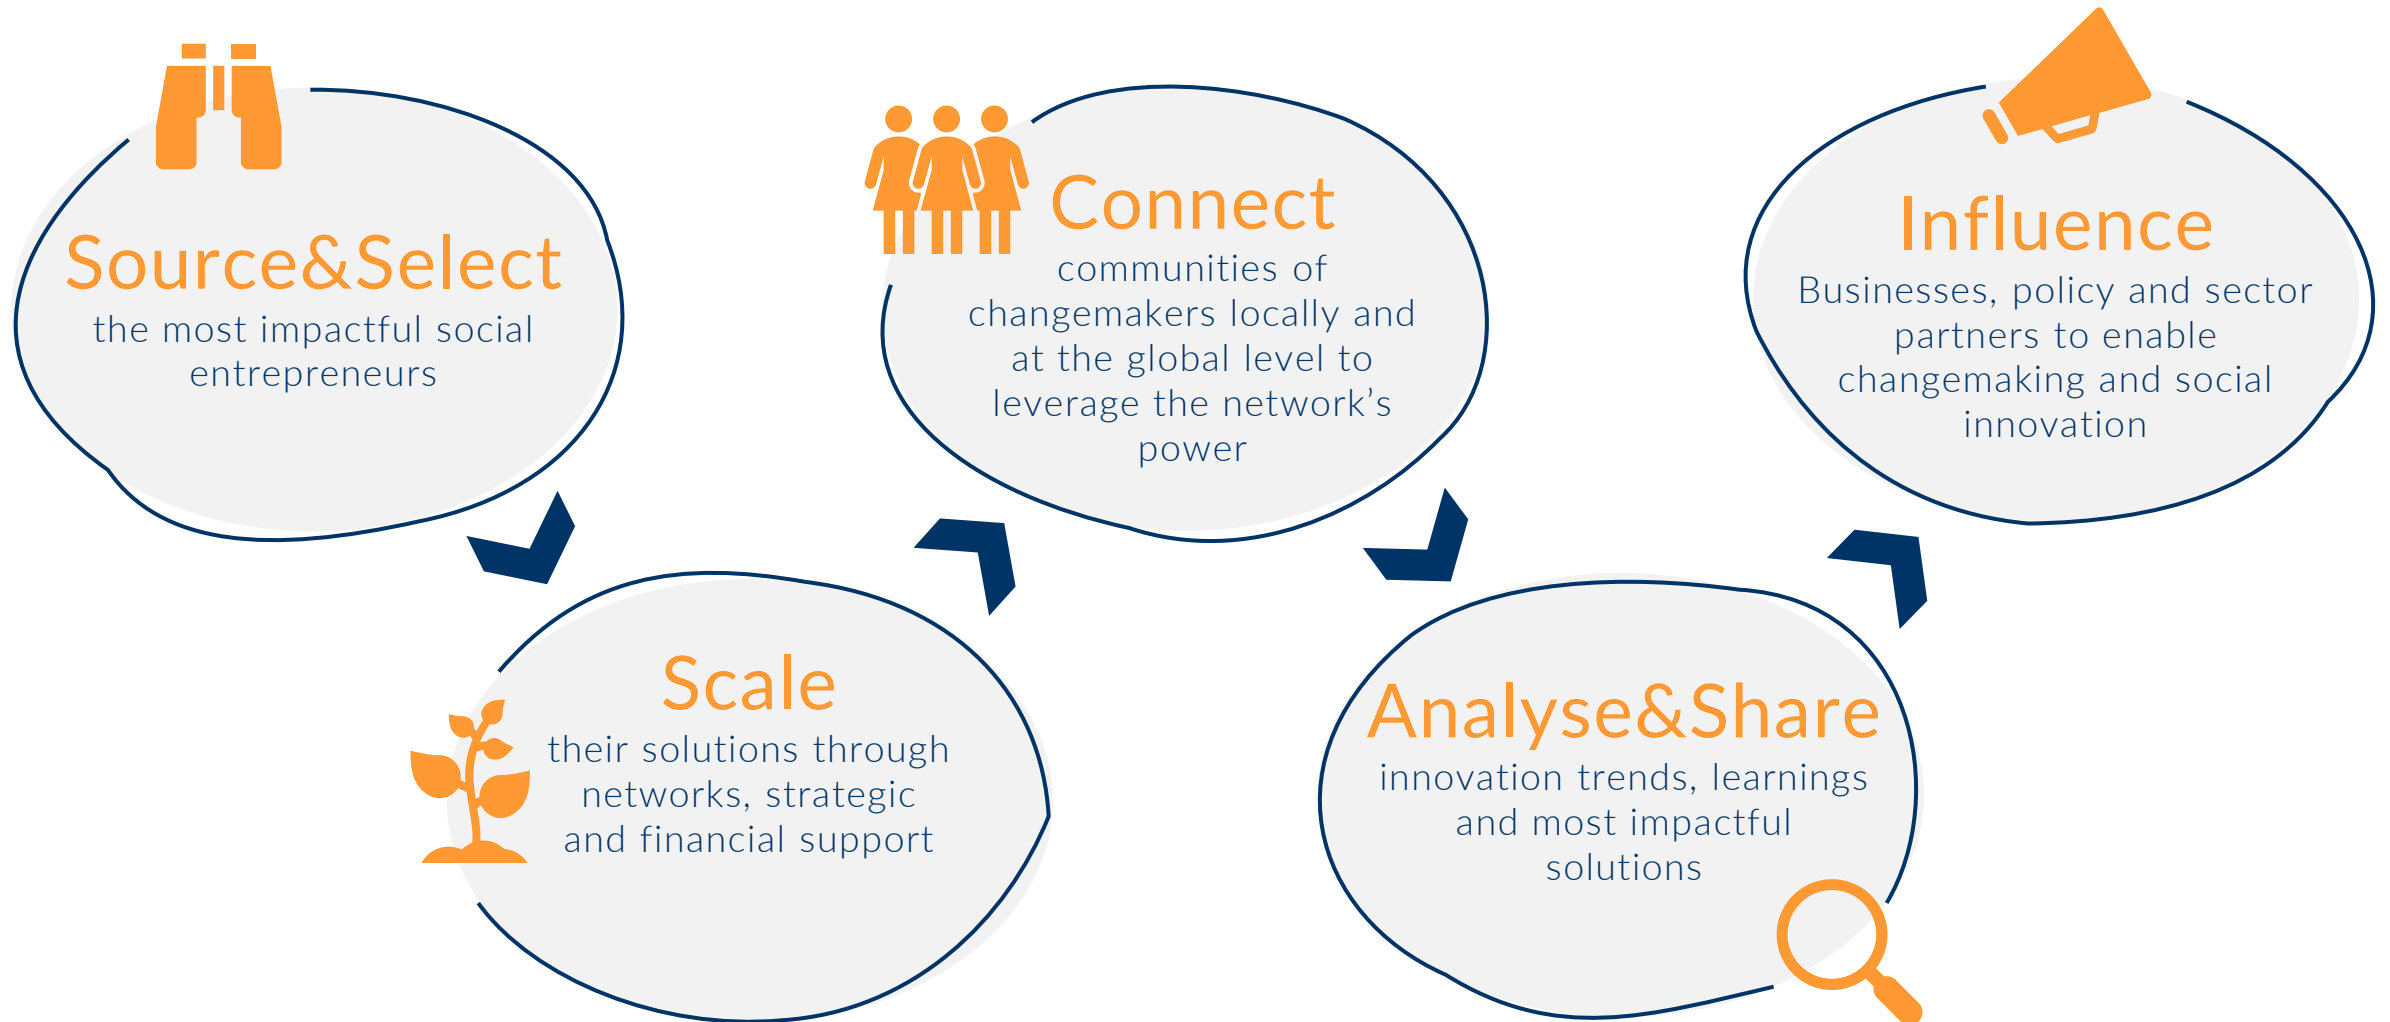 Source&Select
the most impactful social
entrepreneurs
Scale
their solutions through
networks, strategic
and financial support
Connect
communities of
changemakers locally and
at the global level to
leverage the network’s
power
Analyse&Share
innovation trends, learnings
and most impactful
solutions
Influence
Businesses, policy and sector
partners to enable
changemaking and social
innovation